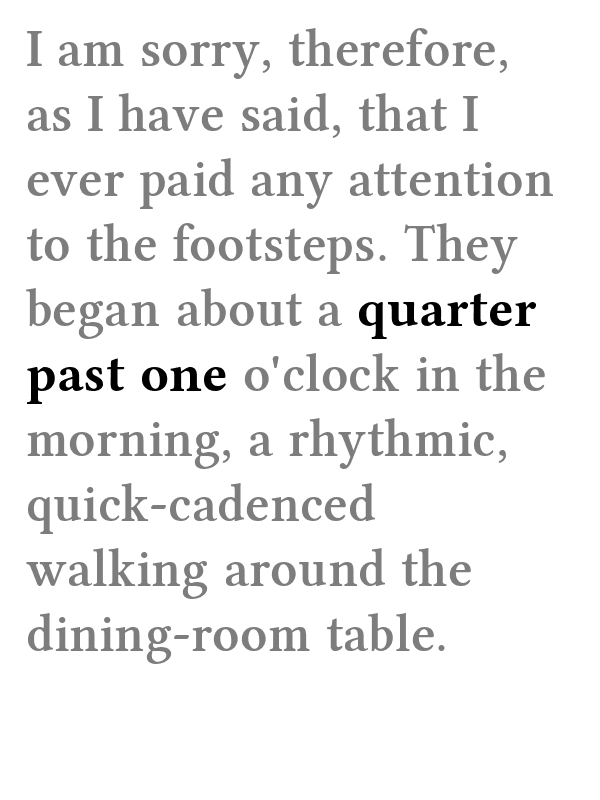 I am sorry, therefore,
as I have said, that I
ever paid any attention
to the footsteps. They
began about a quarter
past one o'clock in the
morning, a rhythmic,
quick-cadenced
walking around the
dining-room table.